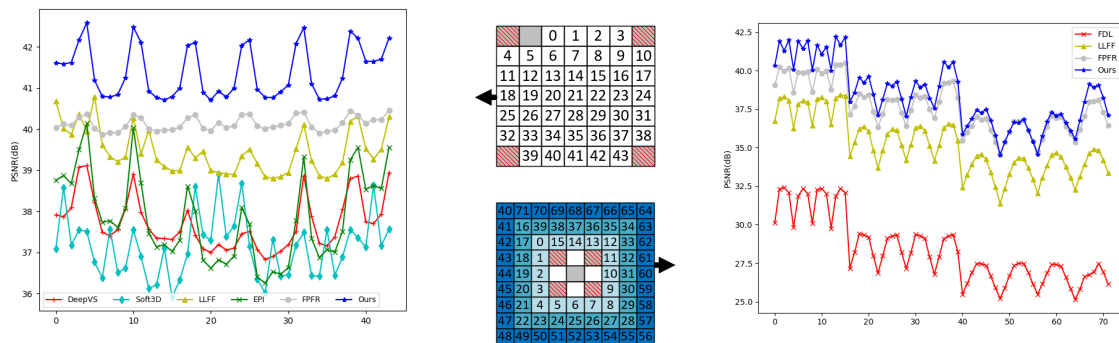 PSNR(dB)
42
41
40
39
38
37
36
DeepVS Soft3D LLFF EPI FPFR Ours
0 10 20 30 40
0 1 2 3
4 5 6 7 8 9 10
11 12 13 14 15 16 17
18 19 20 21 22 23 24
25 26 27 28 29 30 31
32 33 34 35 36 37 38
39 40 41 42 43
40 71 70 69 68 67 66 65 64
41 16 39 38 37 36 35 34 63
42 17 0 15 14 13 12 33 62
43 18 1 11 32 61
44 19 2 10 31 60
45 20 3 9 30 59
46 21 4 5 6 7 8 29 58
47 22 23 24 25 26 27 28 57
48 49 50 51 52 53 54 55 56
PSNR(dB)
42.5
40.0
37.5
35.0
32.5
30.0
27.5
25.0
FDL
LLFF
FPFR
Ours
0 10 20 30 40 50 60 70